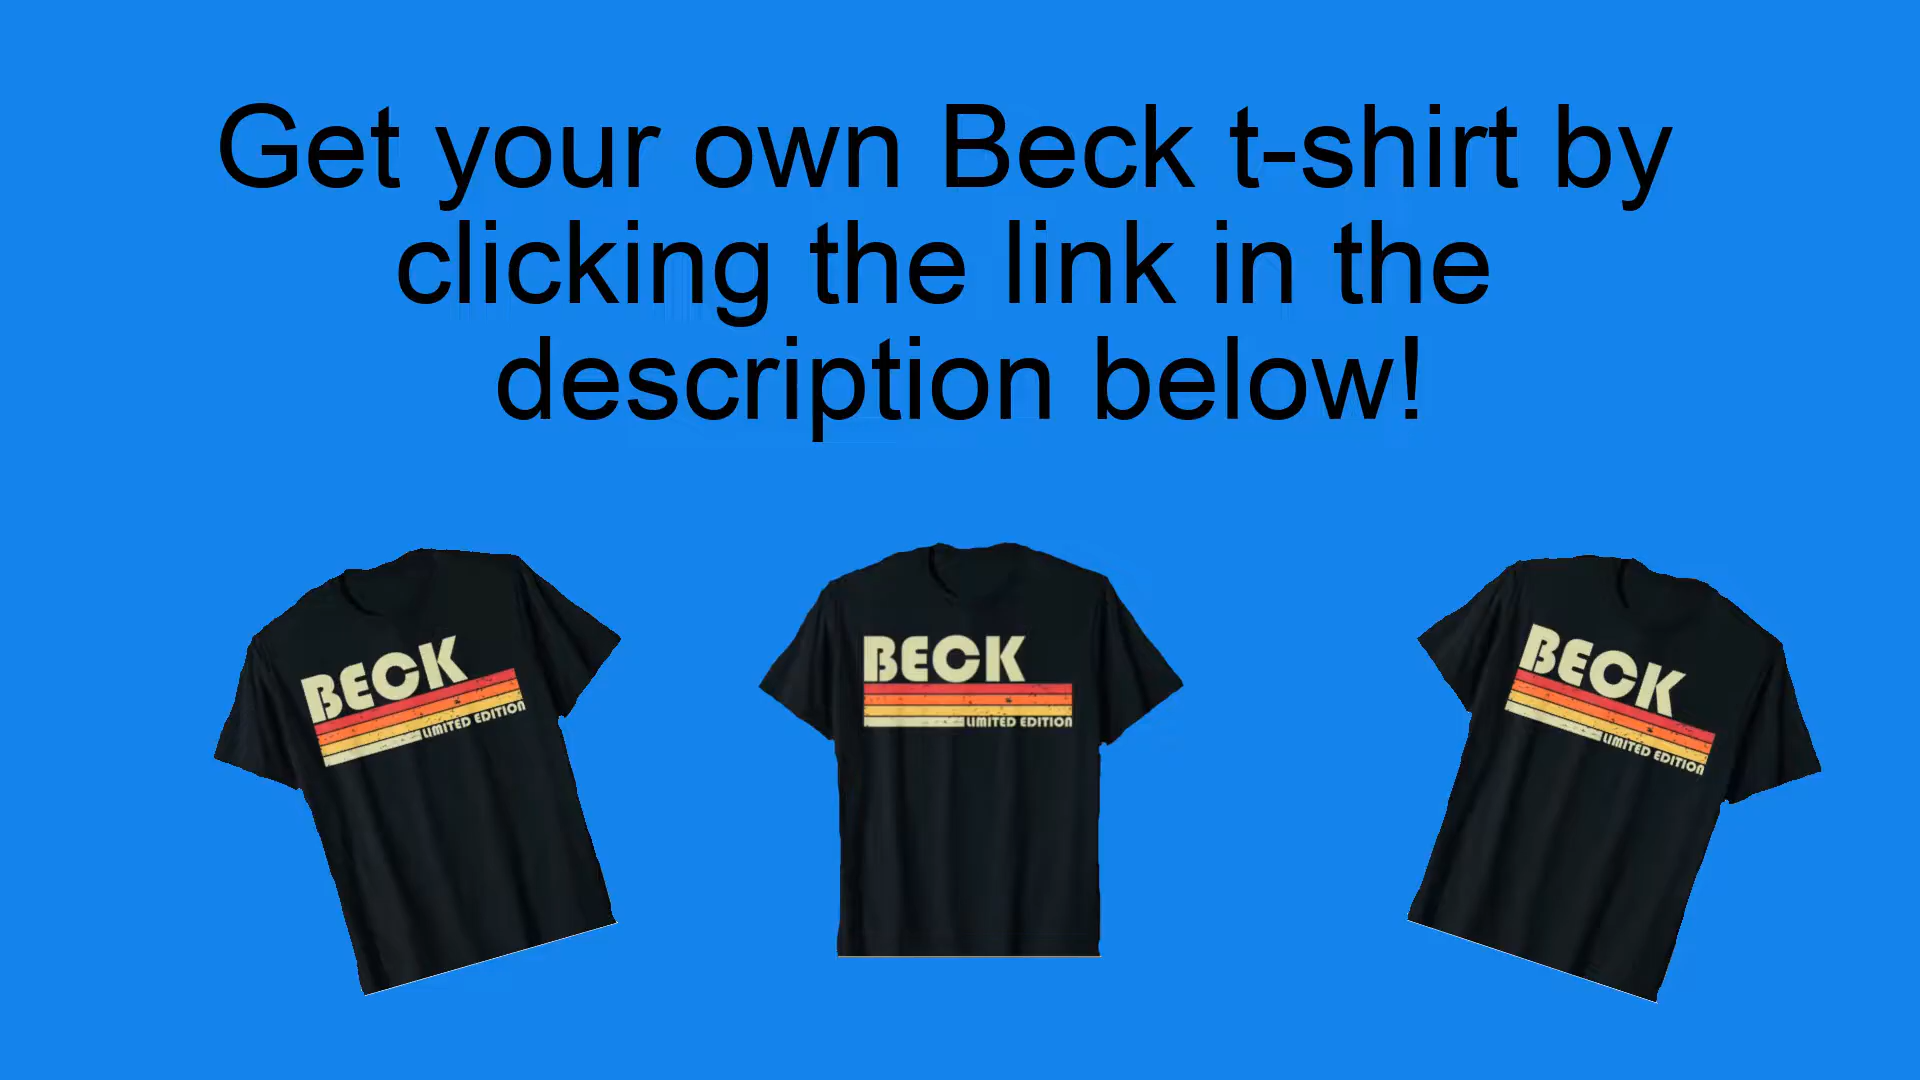 Get your own Beck t-shirt by
clicking the link in the
description below!
BECK
LIMITED EDITION
BECK
LIMITED EDITION
BECK
LIMITED EDITION